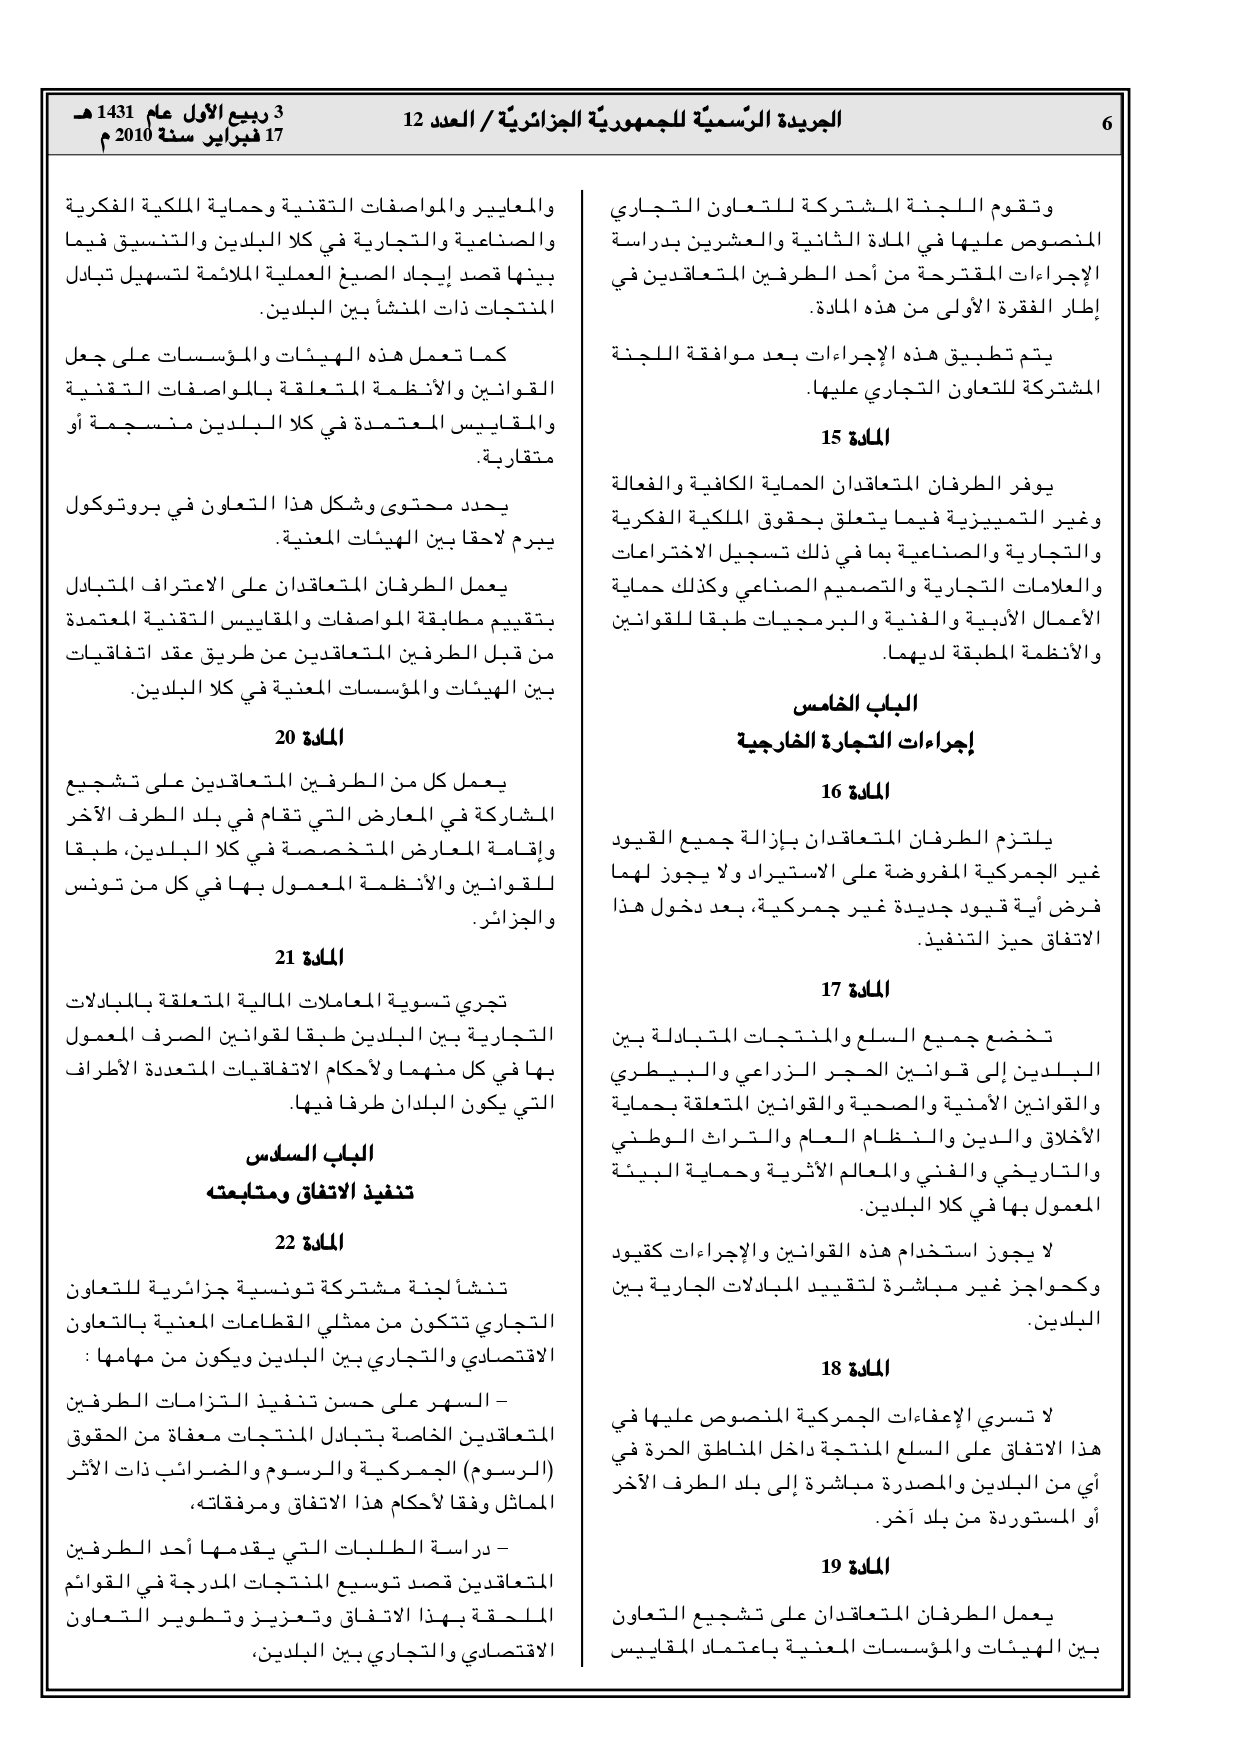 6
الجريدة الرّسميّة للجمهوريّة الجزائريّة / العدد 12
3 ربيع الأول عام 1431 هـ
17 فبراير سنة 2010 م
وتقوم اللجنة المشتركة للتعاون التجاري
المنصوص عليها في المادة الثانية والعشرين بدراسة
الإجراءات المقترحة من أحد الطرفين المتعاقدين في
إطار الفقرة الأولى من هذه المادة.
يتم تطبيق هذه الإجراءات بعد موافقة اللجنة
المشتركة للتعاون التجاري عليها.
المادة 15
يوفر الطرفان المتعاقدان الحماية الكافية والفعالة
وغير التمييزية فيما يتعلق بحقوق الملكية الفكرية
والتجارية والصناعية بما في ذلك تسجيل الاختراعات
والعلامات التجارية والتصميم الصناعي وكذلك حماية
الأعمال الأدبية والفنية والبرمجيات طبقا للقوانين
والأنظمة المطبقة لديهما.
الباب الخامس
إجراءات التجارة الخارجية
المادة 16
يلتزم الطرفان المتعاقدان بإزالة جميع القيود
غير الجمركية المفروضة على الاستيراد ولا يجوز لهما
فرض أية قيود جديدة غير جمركية، بعد دخول هذا
الاتفاق حيز التنفيذ.
المادة 17
تخضع جميع السلع والمنتجات المتبادلة بين
البلدين إلى قوانين الحجر الزراعي والبيطري
والقوانين الأمنية والصحية والقوانين المتعلقة بحماية
الأخلاق والدين والنظام العام والتراث الوطني
والتاريخي والفني والمعالم الأثرية وحماية البيئة
المعمول بها في كلا البلدين.
لا يجوز استخدام هذه القوانين والإجراءات كقيود
وكحواجز غير مباشرة لتقييد المبادلات الجارية بين
البلدين.
المادة 18
لا تسري الإعفاءات الجمركية المنصوص عليها في
هذا الاتفاق على السلع المنتجة داخل المناطق الحرة في
أي من البلدين والمصدرة مباشرة إلى بلد الطرف الآخر
أو المستوردة من بلد آخر.
المادة 19
يعمل الطرفان المتعاقدان على تشجيع التعاون
بين الهيئات والمؤسسات المعنية باعتماد المقاييس
والمعايير والمواصفات التقنية وحماية الملكية الفكرية
والصناعية والتجارية في كلا البلدين والتنسيق فيما
بينها قصد إيجاد الصيغ العملية الملائمة لتسهيل تبادل
المنتجات ذات المنشأ بين البلدين.
كما تعمل هذه الهيئات والمؤسسات على جعل
القوانين والأنظمة المتعلقة بالمواصفات التقنية
والمقاييس المعتمدة في كلا البلدين منسجمة أو
متقاربة.
يحدد محتوى وشكل هذا التعاون في بروتوكول
يبرم لاحقا بين الهيئات المعنية.
يعمل الطرفان المتعاقدان على الاعتراف المتبادل
بتقييم مطابقة المواصفات والمقاييس التقنية المعتمدة
من قبل الطرفين المتعاقدين عن طريق عقد اتفاقيات
بين الهيئات والمؤسسات المعنية في كلا البلدين.
المادة 20
يعمل كل من الطرفين المتعاقدين على تشجيع
المشاركة في المعارض التي تقام في بلد الطرف الآخر
وإقامة المعارض المتخصصة في كلا البلدين، طبقا
للقوانين والأنظمة المعمول بها في كل من تونس
والجزائر.
المادة 21
تجري تسوية المعاملات المالية المتعلقة بالمبادلات
التجارية بين البلدين طبقا لقوانين الصرف المعمول
بها في كل منهما ولأحكام الاتفاقيات المتعددة الأطراف
التي يكون البلدان طرفا فيها.
الباب السادس
تنفيذ الاتفاق ومتابعته
المادة 22
تنشأ لجنة مشتركة تونسية جزائرية للتعاون
التجاري تتكون من ممثلي القطاعات المعنية بالتعاون
الاقتصادي والتجاري بين البلدين ويكون من مهامها :
– السهر على حسن تنفيذ التزامات الطرفين
المتعاقدين الخاصة بتبادل المنتجات معفاة من الحقوق
(الرسوم) الجمركية والرسوم والضرائب ذات الأثر
المماثل وفقا لأحكام هذا الاتفاق ومرفقاته،
– دراسة الطلبات التي يقدمها أحد الطرفين
المتعاقدين قصد توسيع المنتجات المدرجة في القوائم
الملحقة بهذا الاتفاق وتعزيز وتطوير التعاون
الاقتصادي والتجاري بين البلدين،